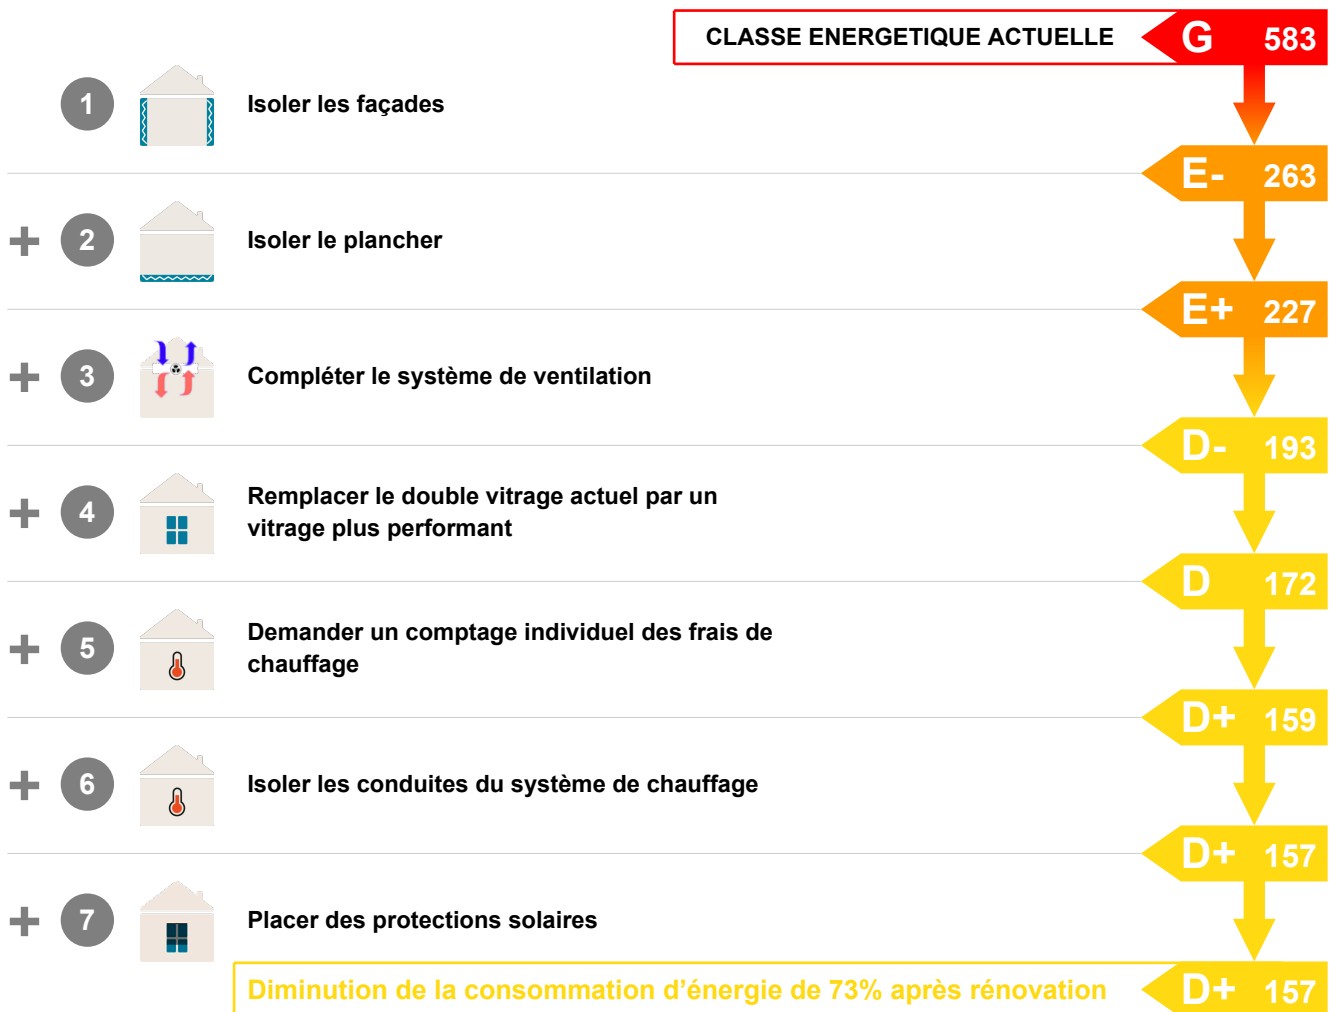 CLASSE ENERGETIQUE ACTUELLE G 583
1 Isoler les façades
E- 263
+ 2 Isoler le plancher
E+ 227
+ 3 Compléter le système de ventilation
D- 193
+ 4 Remplacer le double vitrage actuel par un
vitrage plus performant
D 172
+ 5 Demander un comptage individuel des frais de
chauffage
D+ 159
+ 6 Isoler les conduites du système de chauffage
D+ 157
+ 7 Placer des protections solaires
Diminution de la consommation d’énergie de 73% après rénovation D+ 157